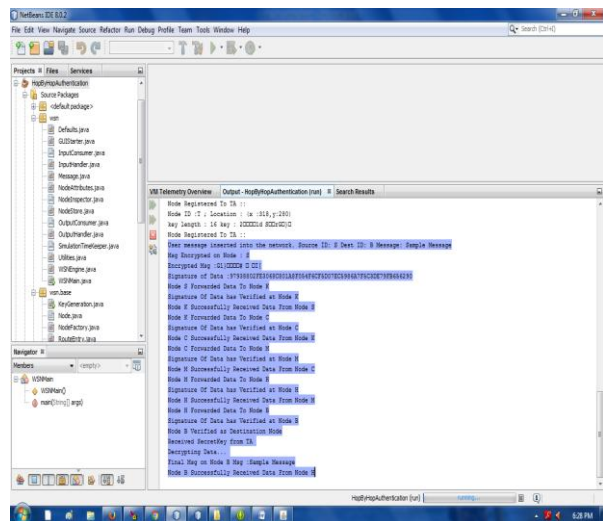 NetBeans IDE 8.0.2
File Edit View Navigate Source Refactor Run Debug Profile Team Tools Window Help
Search (Ctrl+I)
Projects Files Services
HopByHopAuthentication
Source Packages
<default package>
wsn
Defaults.java
GUIStarter.java
InputConsumer.java
InputHandler.java
Message.java
NodeAttributes.java
NodeInspector.java
NodeStore.java
OutputConsumer.java
OutputHandler.java
SimulationTimeKeeper.java
Utilities.java
WSNEngine.java
WSNMain.java
wsn.base
KeyGeneration.java
Node.java
NodeFactory.java
RouteEntry.java
Navigator
Members <empty>
WSNMain
WSNMain()
main(String[] args)
VM Telemetry Overview Output - HopByHopAuthentication (run) Search Results
Node Registered To TA ::
Node ID :T ; Location : (x :318,y:280)
key length : 16 key :
Node Registered To TA ::
User message inserted into the network. Source ID: S Dest ID: B Message: Sample Message
Msg Encrypted on Node : S
Encrypted Msg
Signature of Data
Node S Forwarded Data To Node K
Signature Of Data has Verified at Node K
Node K Successfully Received Data From Node S
Node K Forwarded Data To Node C
Signature Of Data has Verified at Node C
Node C Successfully Received Data From Node K
Node C Forwarded Data To Node M
Signature Of Data has Verified at Node M
Node M Successfully Received Data From Node C
Node M Forwarded Data To Node
Signature Of Data has Verified at Node
Node Successfully Received Data From Node M
Node Forwarded Data To Node
Signature Of Data has Verified at Node
Node B Verified as Destination Node
Received SecretKey from TA
Decrypting Data...
Final Msg on Node B Msg :Sample Message
Node B Successfully Received Data From Node
HopByHopAuthentication (run) running...
6:28 PM